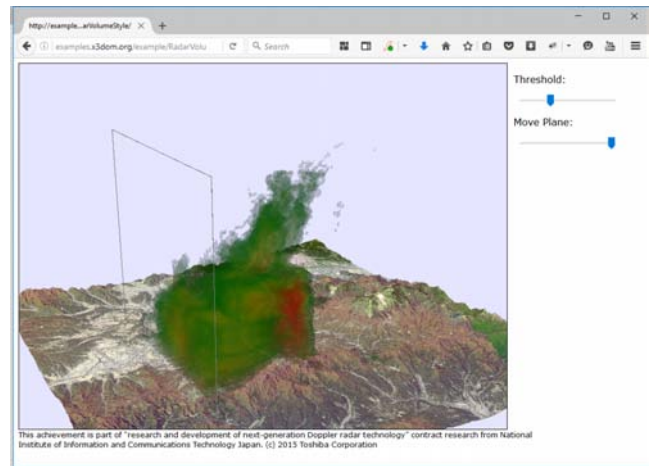 http://example...arVolumeStyle/
examples.x3dom.org/example/RadarVolu
Search
Threshold:
Move Plane:
This achievement is part of "research and development of next-generation Doppler radar technology" contract research from National
Institute of Information and Communications Technology Japan. (c) 2015 Toshiba Corporation